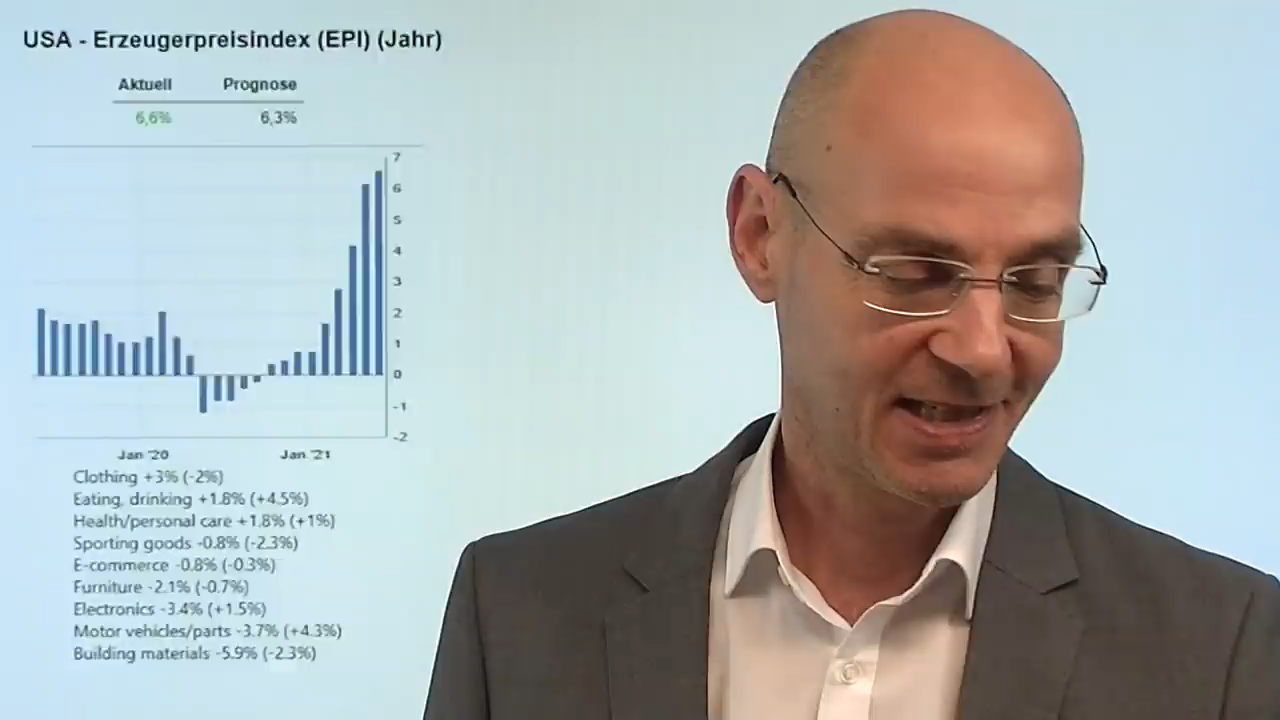 USA - Erzeugerpreisindex (EPI) (Jahr)
Aktuell Prognose
6,6% 6,3%
7
6
5
4
3
2
1
0
-1
-2
Jan '20 Jan '21
Clothing +3% (-2%)
Eating, drinking +1.8% (+4.5%)
Health/personal care +1.8% (+1%)
Sporting goods -0.8% (-2.3%)
E-commerce -0.8% (-0.3%)
Furniture -2.1% (-0.7%)
Electronics -3.4% (+1.5%)
Motor vehicles/parts -3.7% (+4.3%)
Building materials -5.9% (-2.3%)